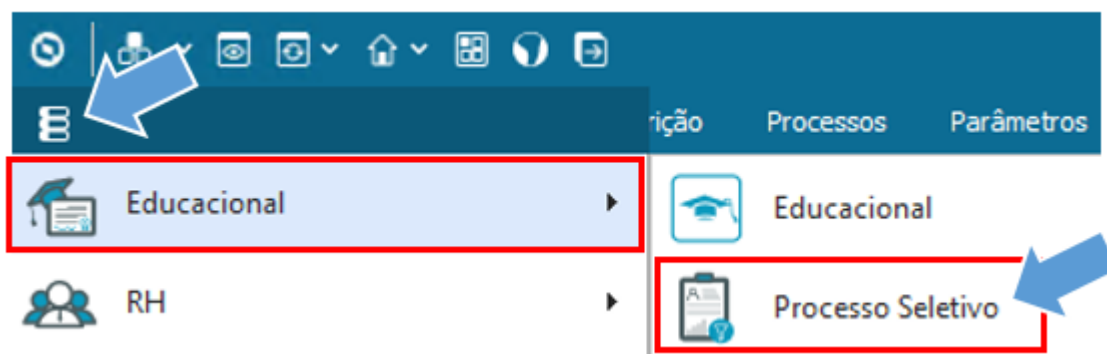 rição Processos Parâmetros
Educacional
Educacional
RH
Processo Seletivo